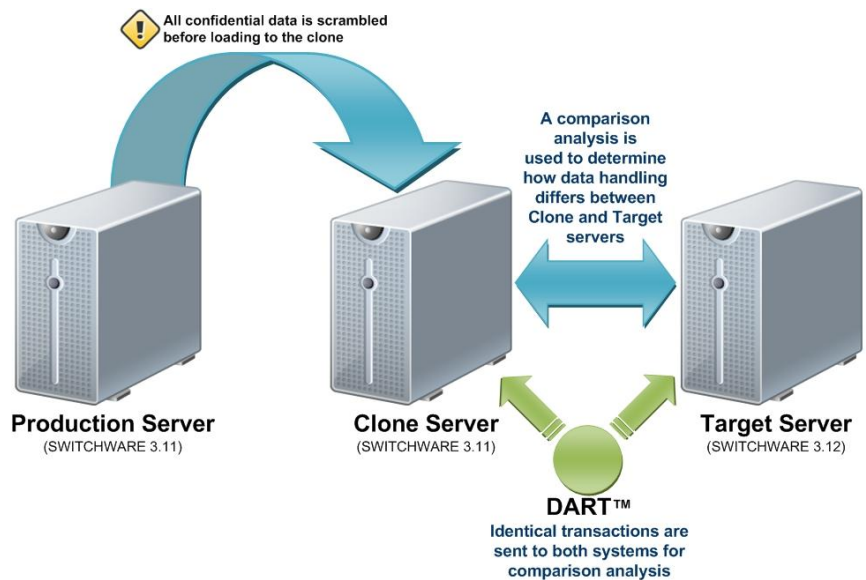 All confidential data is scrambled
before loading to the clone
A comparison
analysis is
used to determine
how data handling
differs between
Clone and Target
servers
Production Server
(SWITCHWARE 3.11)
Clone Server
(SWITCHWARE 3.11)
Target Server
(SWITCHWARE 3.12)
DART™
Identical transactions are
sent to both systems for
comparison analysis